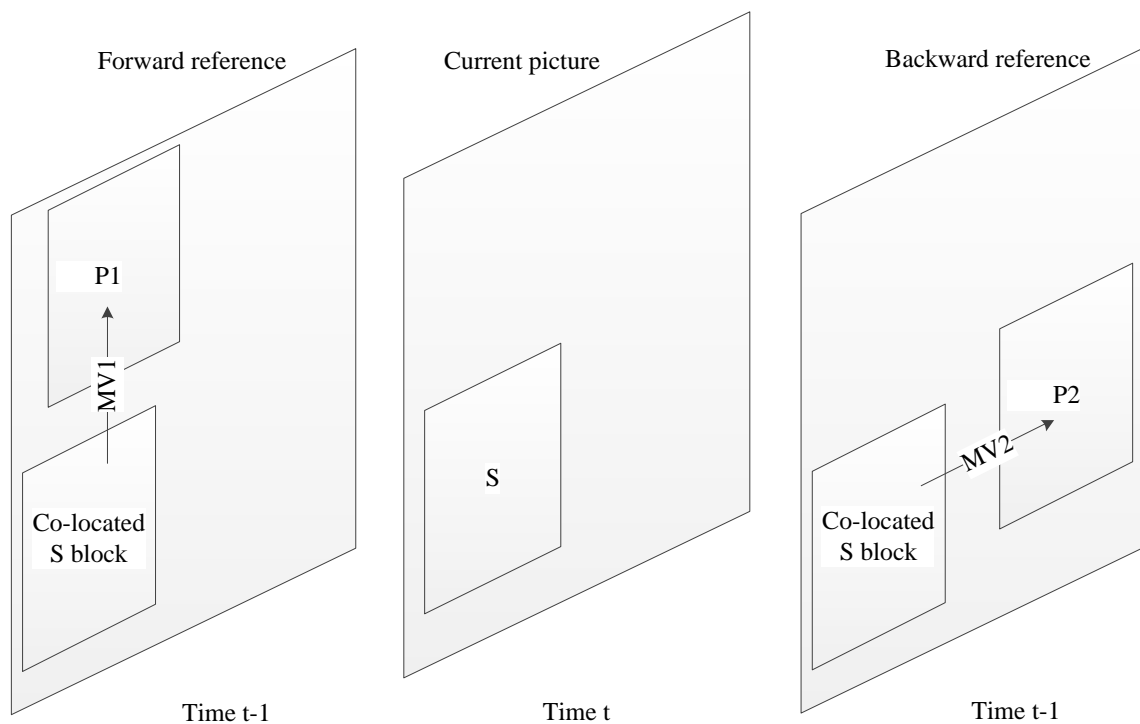 Forward reference
Current picture
Backward reference
P1
MV1
Co-located
S block
S
P2
MV2
Co-located
S block
Time t-1
Time t
Time t-1